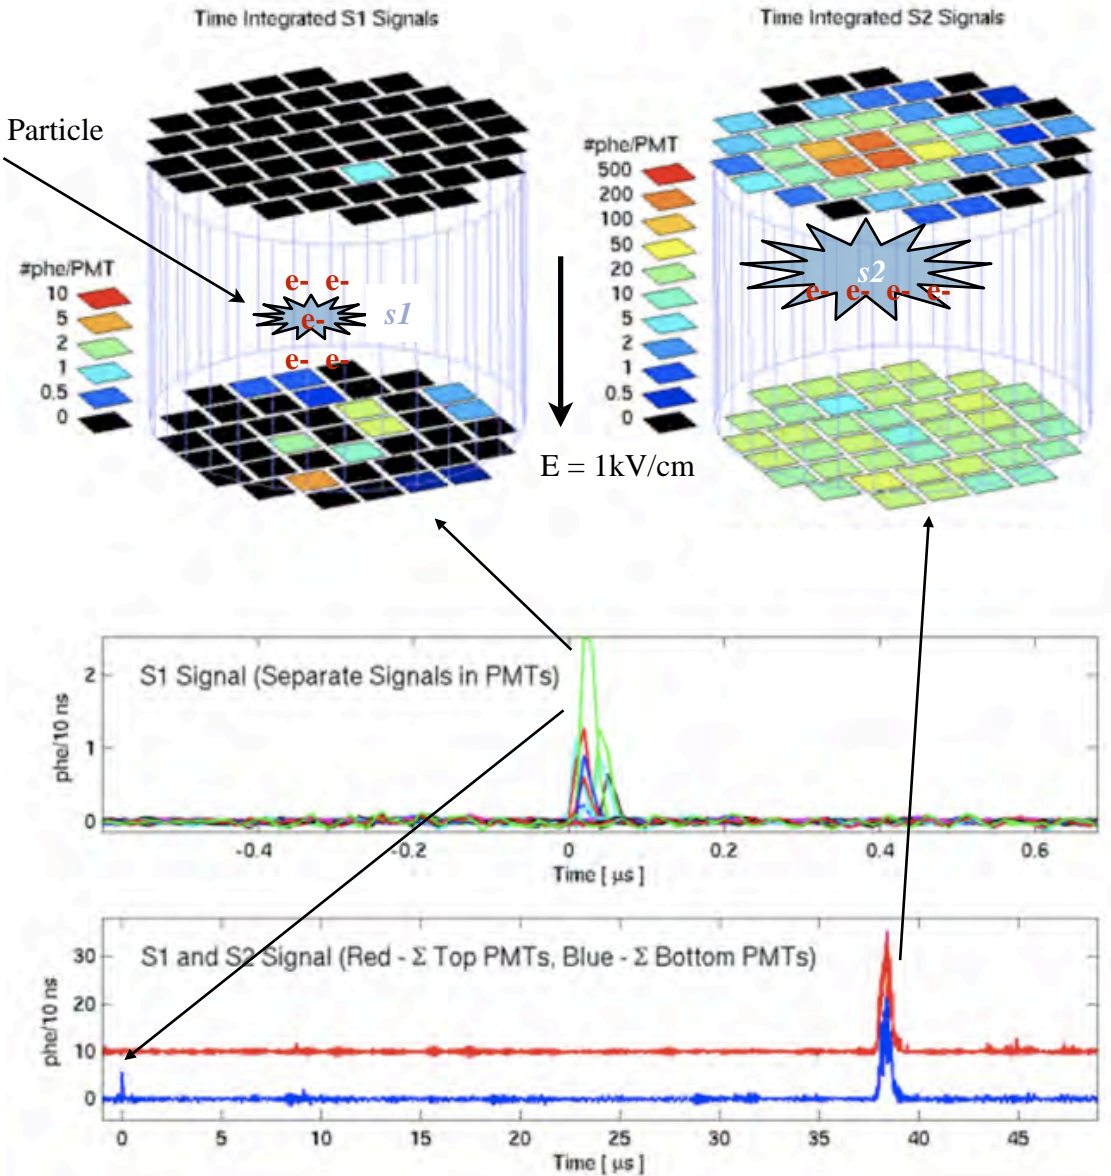 Time Integrated S1 Signals
Time Integrated S2 Signals
Particle
#phe/PMT
10
5
2
1
0.5
0
e- e-
e-
s1
e- e-
#phe/PMT
500
200
100
50
20
10
5
2
1
0.5
0
s2
e- e- e- e-
E = 1kV/cm
S1 Signal (Separate Signals in PMTs)
phe/10 ns
2
1
0
-0.4 -0.2 0 0.2 0.4 0.6
Time [ µs ]
S1 and S2 Signal (Red - Σ Top PMTs, Blue - Σ Bottom PMTs)
phe/10 ns
30
20
10
0
0 5 10 15 20 25 30 35 40 45
Time [ µs ]